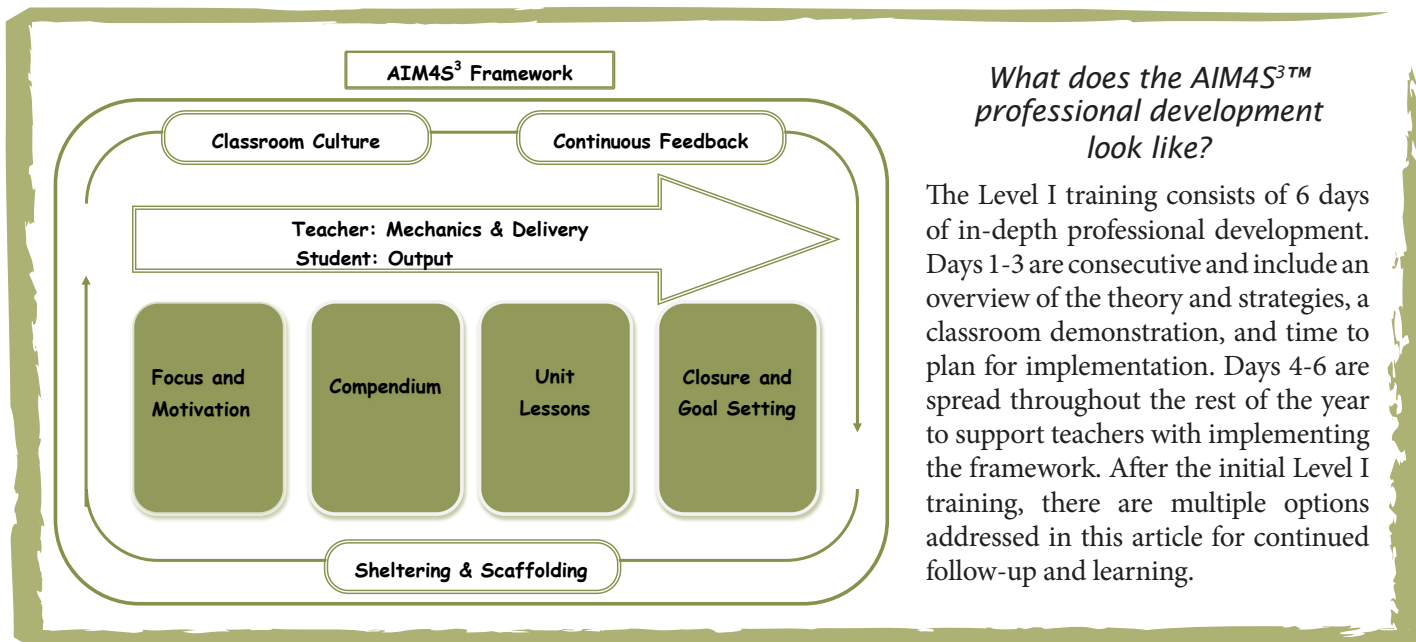 AIM4S³ Framework
Classroom Culture
Continuous Feedback
Teacher: Mechanics & Delivery
Student: Output
Focus and
Motivation
Compendium
Unit
Lessons
Closure and
Goal Setting
Sheltering & Scaffolding
What does the AIM4S³™
professional development
look like?
The Level I training consists of 6 days
of in-depth professional development.
Days 1-3 are consecutive and include an
overview of the theory and strategies, a
classroom demonstration, and time to
plan for implementation. Days 4-6 are
spread throughout the rest of the year
to support teachers with implementing
the framework. After the initial Level I
training, there are multiple options
addressed in this article for continued
follow-up and learning.